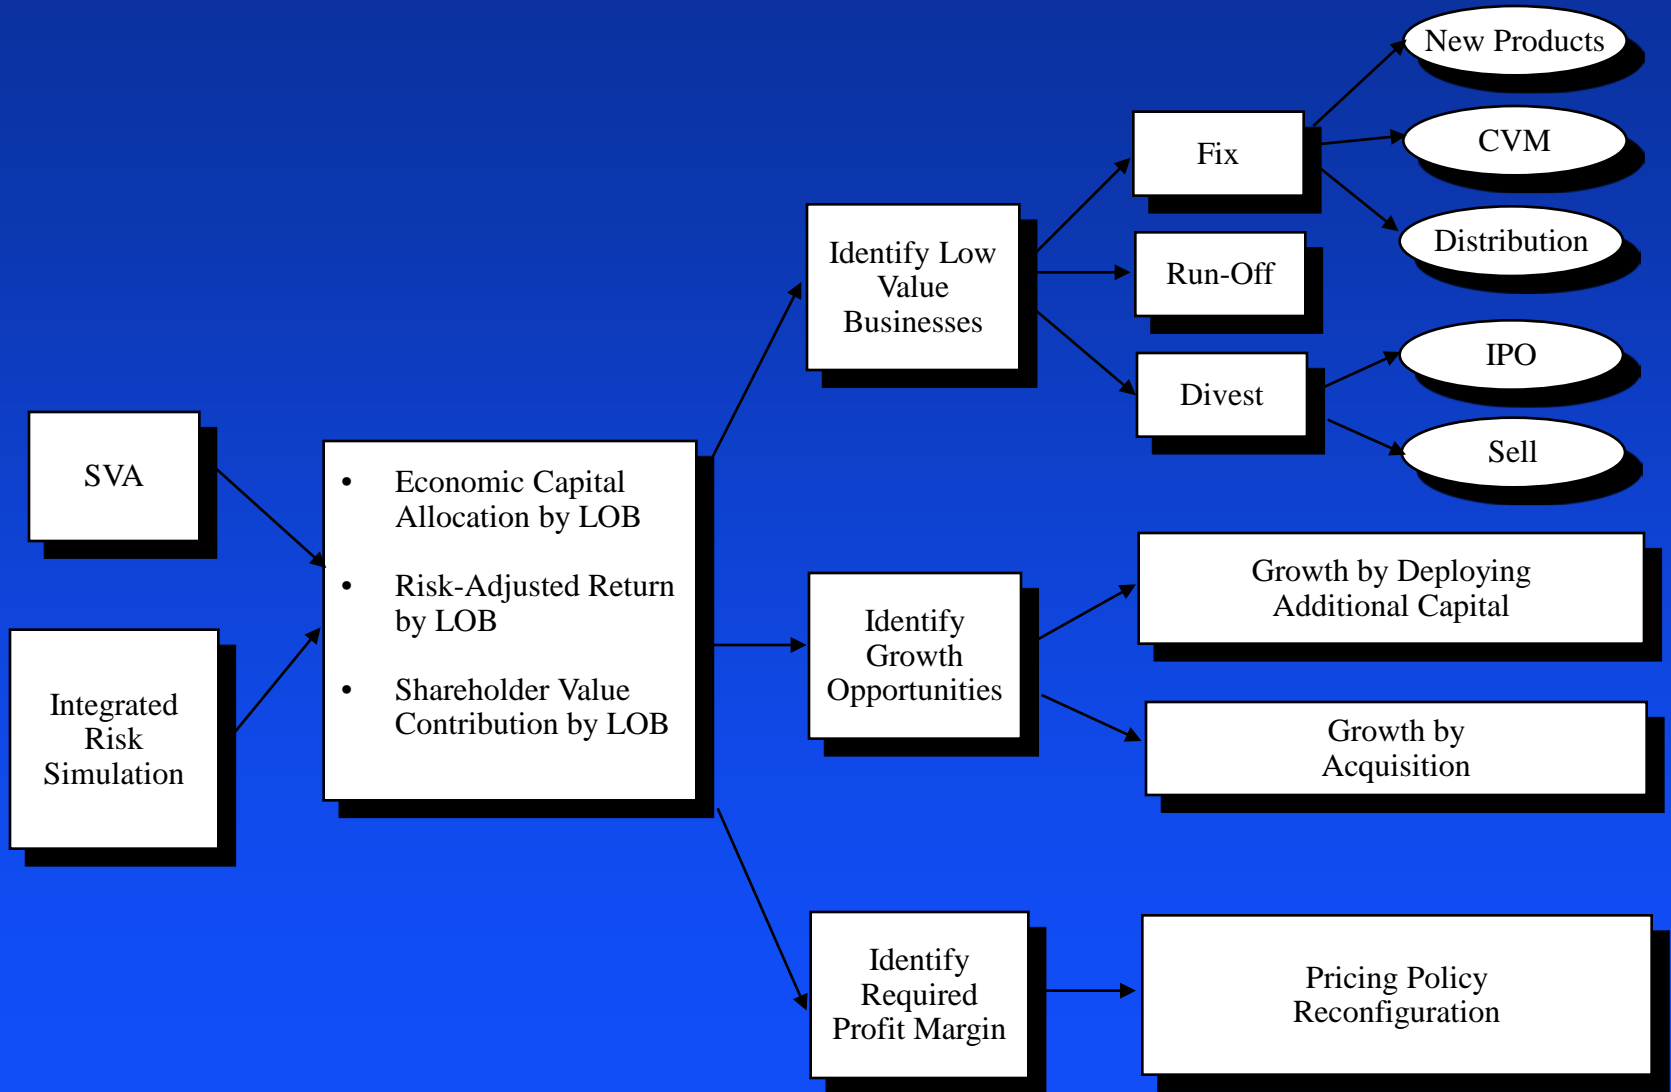 SVA
Integrated
Risk
Simulation
• Economic Capital
Allocation by LOB
• Risk-Adjusted Return
by LOB
• Shareholder Value
Contribution by LOB
Identify Low
Value
Businesses
Fix
Run-Off
Divest
New Products
CVM
Distribution
IPO
Sell
Identify
Growth
Opportunities
Growth by Deploying
Additional Capital
Growth by
Acquisition
Identify
Required
Profit Margin
Pricing Policy
Reconfiguration